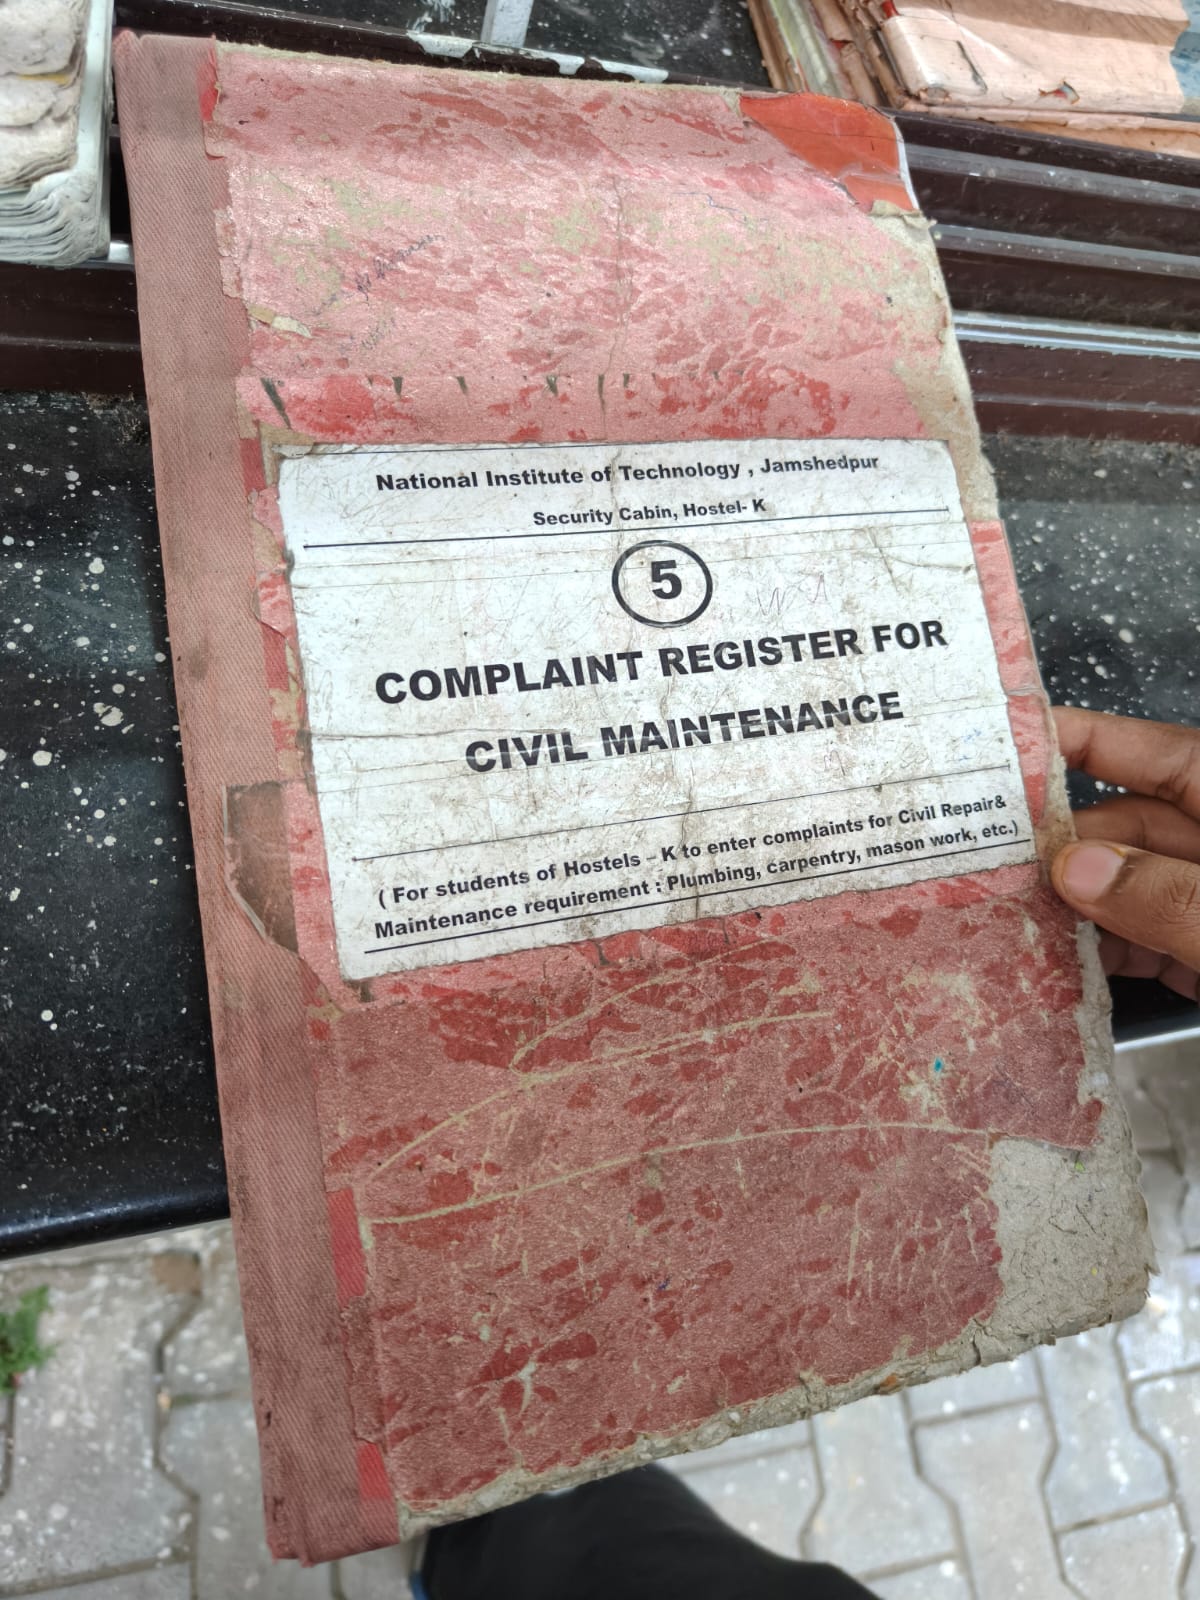 National Institute of Technology , Jamshedpur
Security Cabin, Hostel- K
5
COMPLAINT REGISTER FOR
CIVIL MAINTENANCE
( For students of Hostels – K to enter complaints for Civil Repair&
Maintenance requirement : Plumbing, carpentry, mason work, etc.)